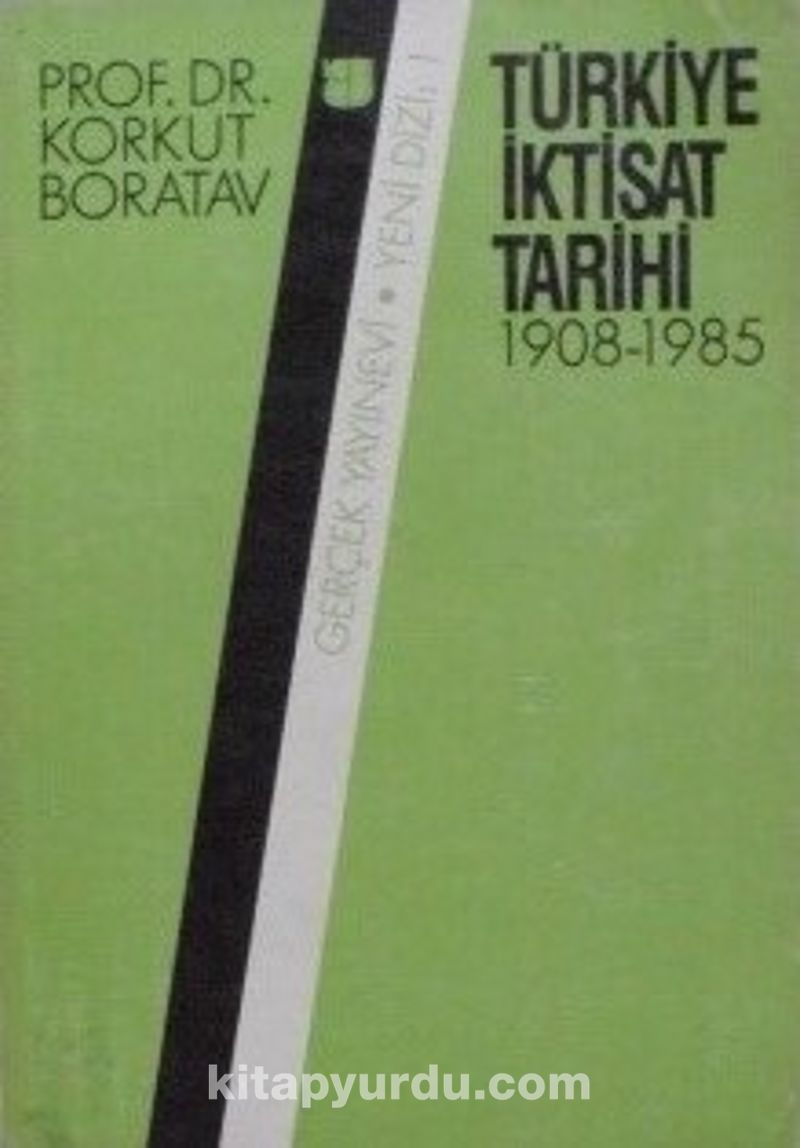 PROF. DR.
KORKUT
BORATAV
TÜRKİYE
İKTİSAT
TARİHİ
1908-1985
GERÇEK YAYINEVİ • YENİ DİZİ: 1
kitapyurdu.com